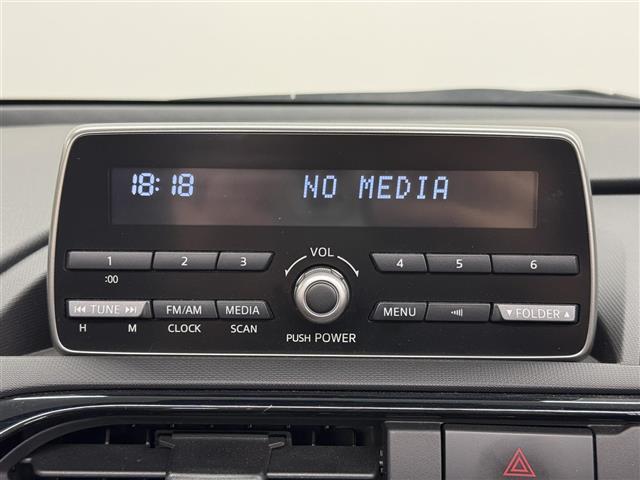 18:18 NO MEDIA
VOL
1 2 3 4 5 6
:00
TUNE FM/AM MEDIA MENU FOLDER
H M CLOCK SCAN PUSH POWER